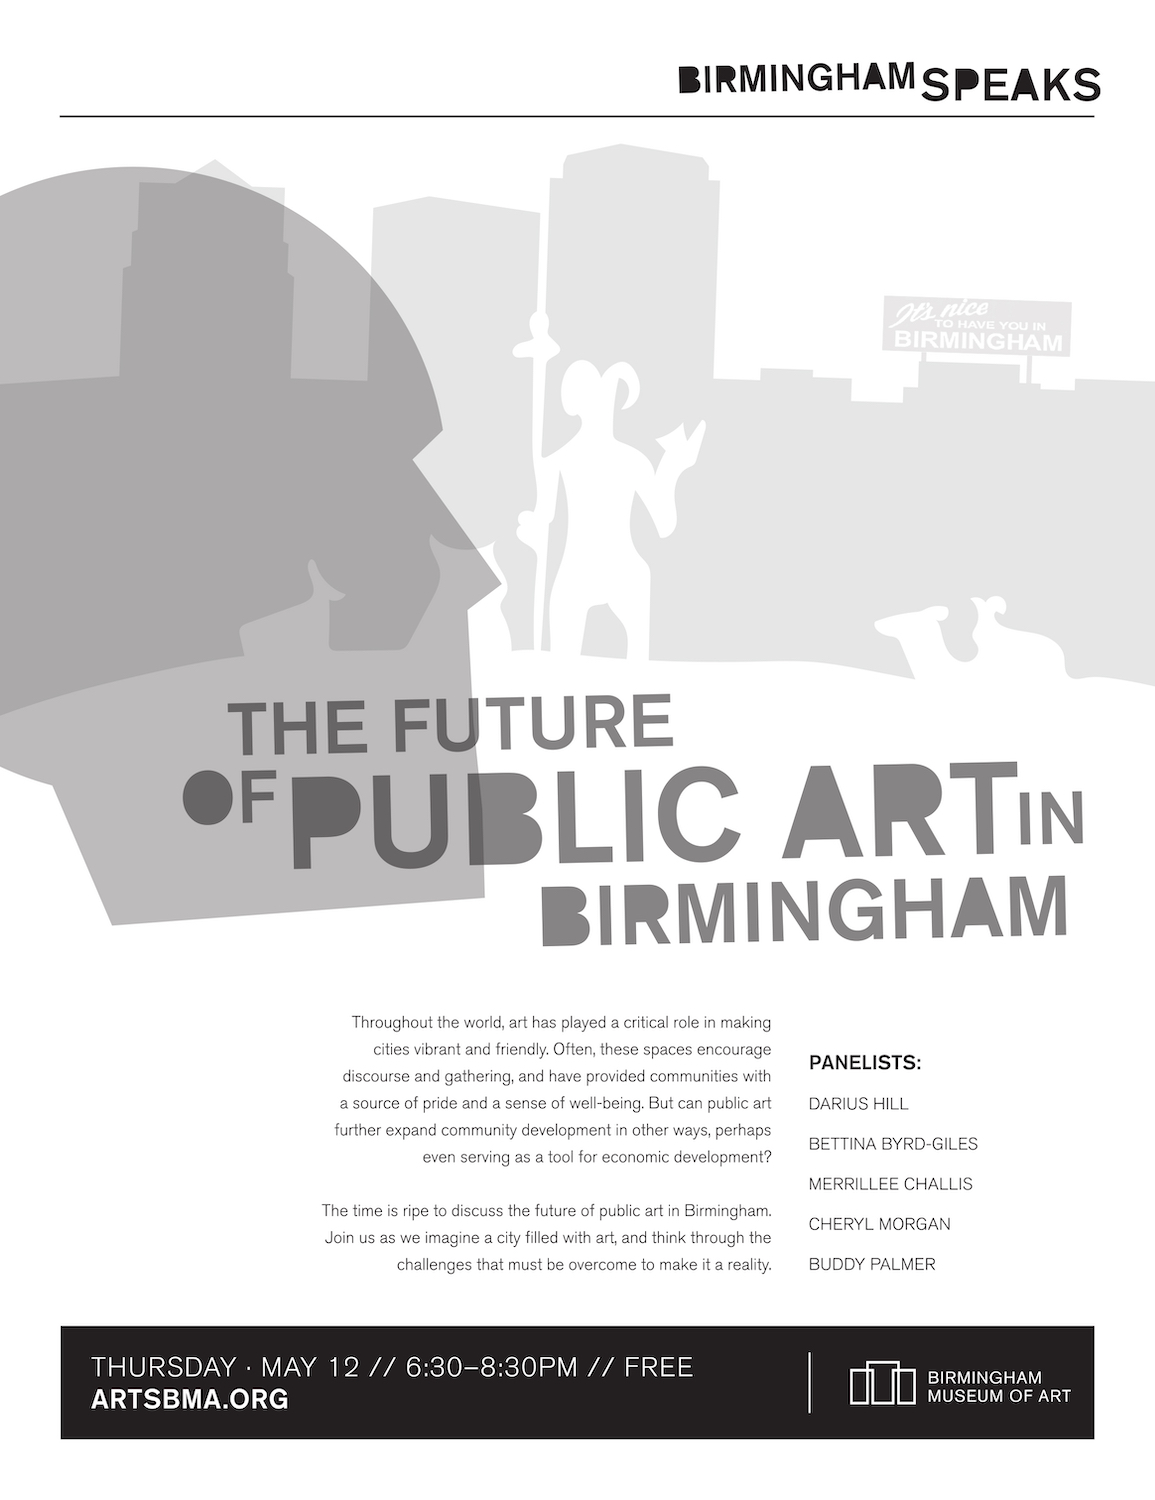 BIRMINGHAM SPEAKS
It's nice
TO HAVE YOU IN
BIRMINGHAM
THE FUTURE
OF PUBLIC ART IN
BIRMINGHAM
Throughout the world, art has played a critical role in making
cities vibrant and friendly. Often, these spaces encourage
discourse and gathering, and have provided communities with
a source of pride and a sense of well-being. But can public art
further expand community development in other ways, perhaps
even serving as a tool for economic development?
The time is ripe to discuss the future of public art in Birmingham.
Join us as we imagine a city filled with art, and think through the
challenges that must be overcome to make it a reality.
PANELISTS:
DARIUS HILL
BETTINA BYRD-GILES
MERRILLEE CHALLIS
CHERYL MORGAN
BUDDY PALMER
THURSDAY · MAY 12 // 6:30–8:30PM // FREE
ARTSBMA.ORG
BIRMINGHAM
MUSEUM OF ART